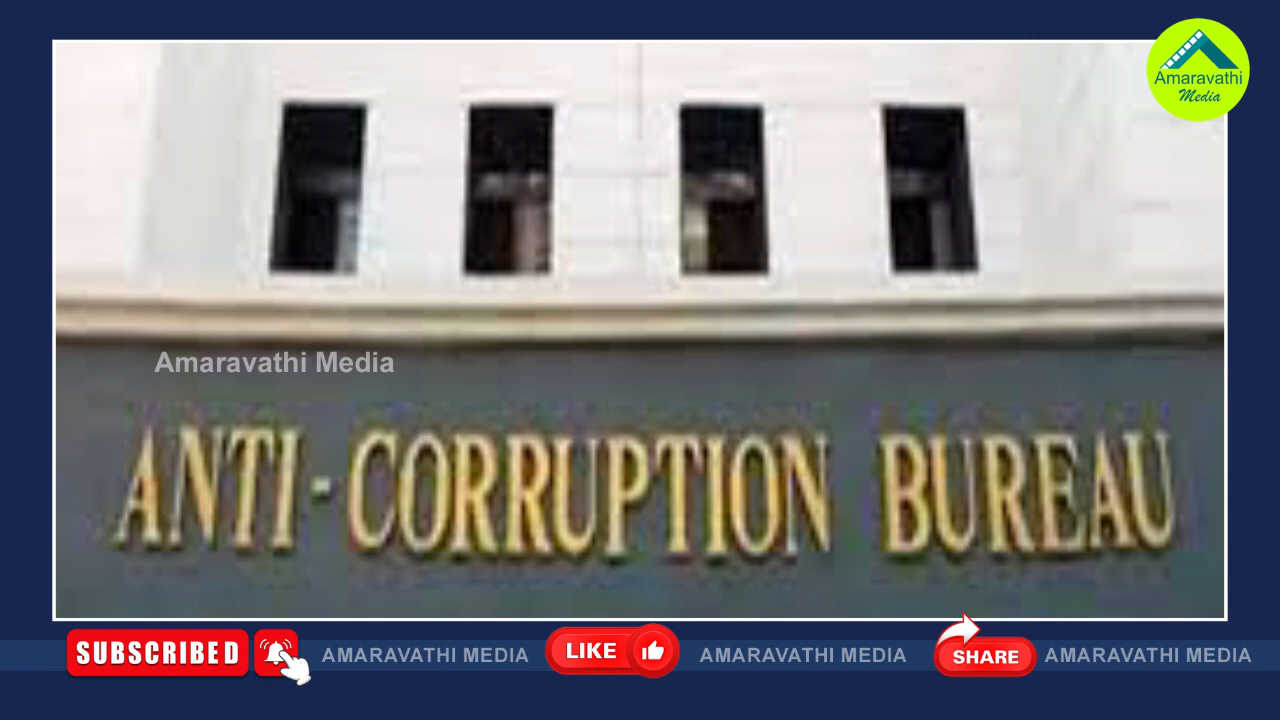 Amaravathi
Media
Amaravathi Media
ANTI-CORRUPTION BUREAU
SUBSCRIBED
AMARAVATHI MEDIA
LIKE
AMARAVATHI MEDIA
SHARE
AMARAVATHI MEDIA